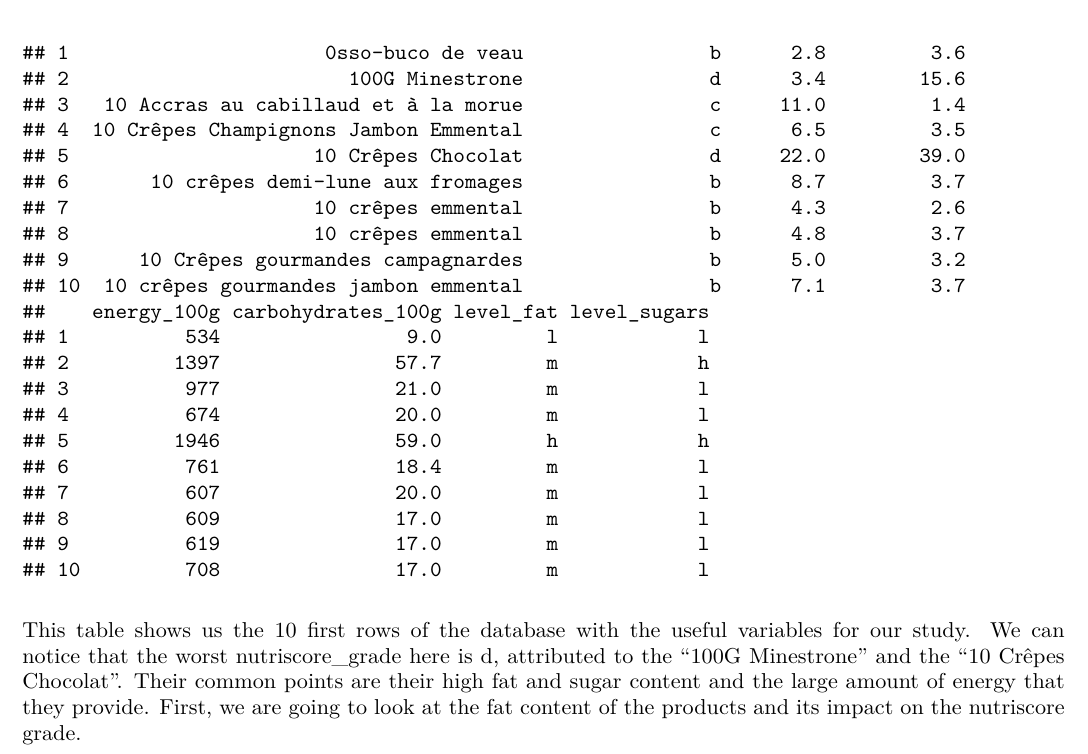 ## 1 Osso-buco de veau b 2.8 3.6
## 2 100G Minestrone d 3.4 15.6
## 3 10 Accras au cabillaud et à la morue c 11.0 1.4
## 4 10 Crêpes Champignons Jambon Emmental c 6.5 3.5
## 5 10 Crêpes Chocolat d 22.0 39.0
## 6 10 crêpes demi-lune aux fromages b 8.7 3.7
## 7 10 crêpes emmental b 4.3 2.6
## 8 10 crêpes emmental b 4.8 3.7
## 9 10 Crêpes gourmandes campagnardes b 5.0 3.2
## 10 10 crêpes gourmandes jambon emmental b 7.1 3.7
## energy_100g carbohydrates_100g level_fat level_sugars
## 1 534 9.0 l l
## 2 1397 57.7 m h
## 3 977 21.0 m l
## 4 674 20.0 m l
## 5 1946 59.0 h h
## 6 761 18.4 m l
## 7 607 20.0 m l
## 8 609 17.0 m l
## 9 619 17.0 m l
## 10 708 17.0 m l
This table shows us the 10 first rows of the database with the useful variables for our study. We can
notice that the worst nutriscore_grade here is d, attributed to the “100G Minestrone” and the “10 Crêpes
Chocolat”. Their common points are their high fat and sugar content and the large amount of energy that
they provide. First, we are going to look at the fat content of the products and its impact on the nutriscore
grade.